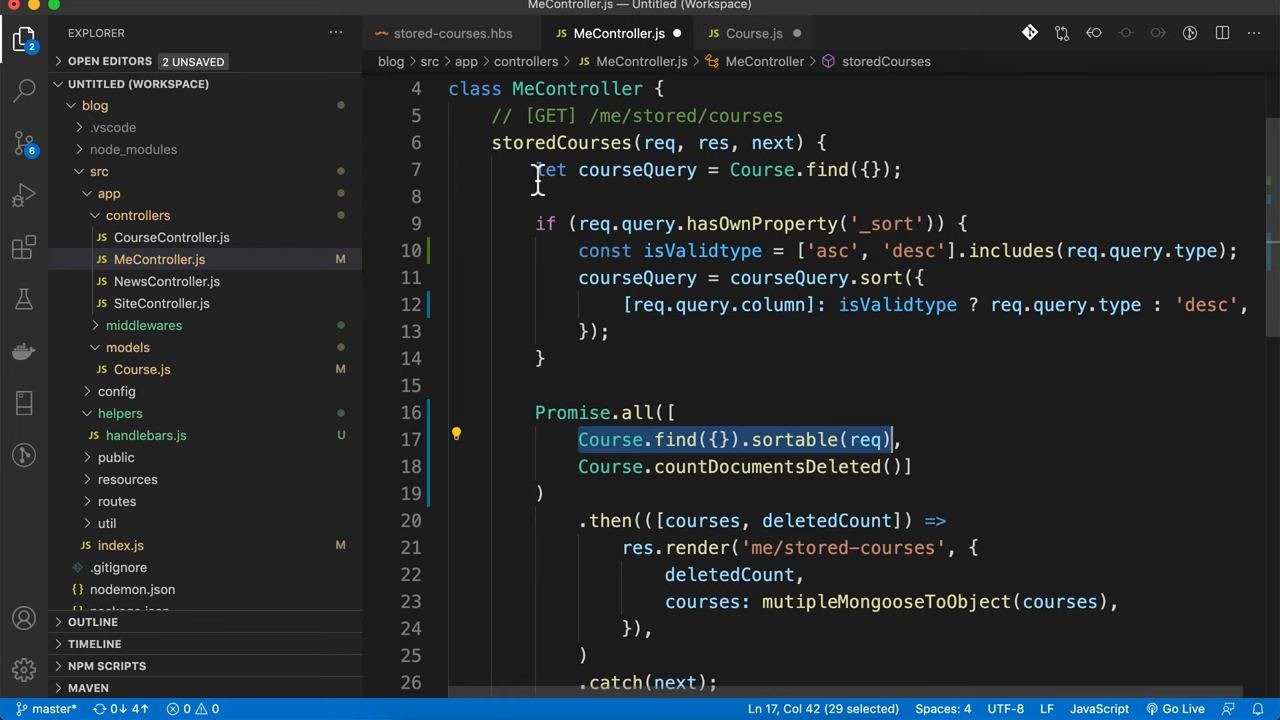 MeController.js — Untitled (Workspace)
EXPLORER
stored-courses.hbs
MeController.js
Course.js
OPEN EDITORS
2 UNSAVED
blog > src > app > controllers > MeController.js > MeController > storedCourses
UNTITLED (WORKSPACE)
blog
.vscode
node_modules
src
app
controllers
CourseController.js
MeController.js M
NewsController.js
SiteController.js
middlewares
models
Course.js M
config
helpers
handlebars.js U
public
resources
routes
util
index.js M
.gitignore
nodemon.json
OUTLINE
TIMELINE
NPM SCRIPTS
MAVEN
2
6
4 class MeController {
5 // [GET] /me/stored/courses
6 storedCourses(req, res, next) {
7 let courseQuery = Course.find({});
8
9 if (req.query.hasOwnProperty('_sort')) {
10 const isValidtype = ['asc', 'desc'].includes(req.query.type);
11 courseQuery = courseQuery.sort({
12 [req.query.column]: isValidtype ? req.query.type : 'desc',
13 });
14 }
15
16 Promise.all([
17 Course.find({}).sortable(req),
18 Course.countDocumentsDeleted()]
19 )
20 .then(([courses, deletedCount]) =>
21 res.render('me/stored-courses', {
22 deletedCount,
23 courses: mutipleMongooseToObject(courses),
24 }),
25 )
26 .catch(next);
master* 0↓ 4↑ 0 0 Ln 17, Col 42 (29 selected) Spaces: 4 UTF-8 LF JavaScript Go Live